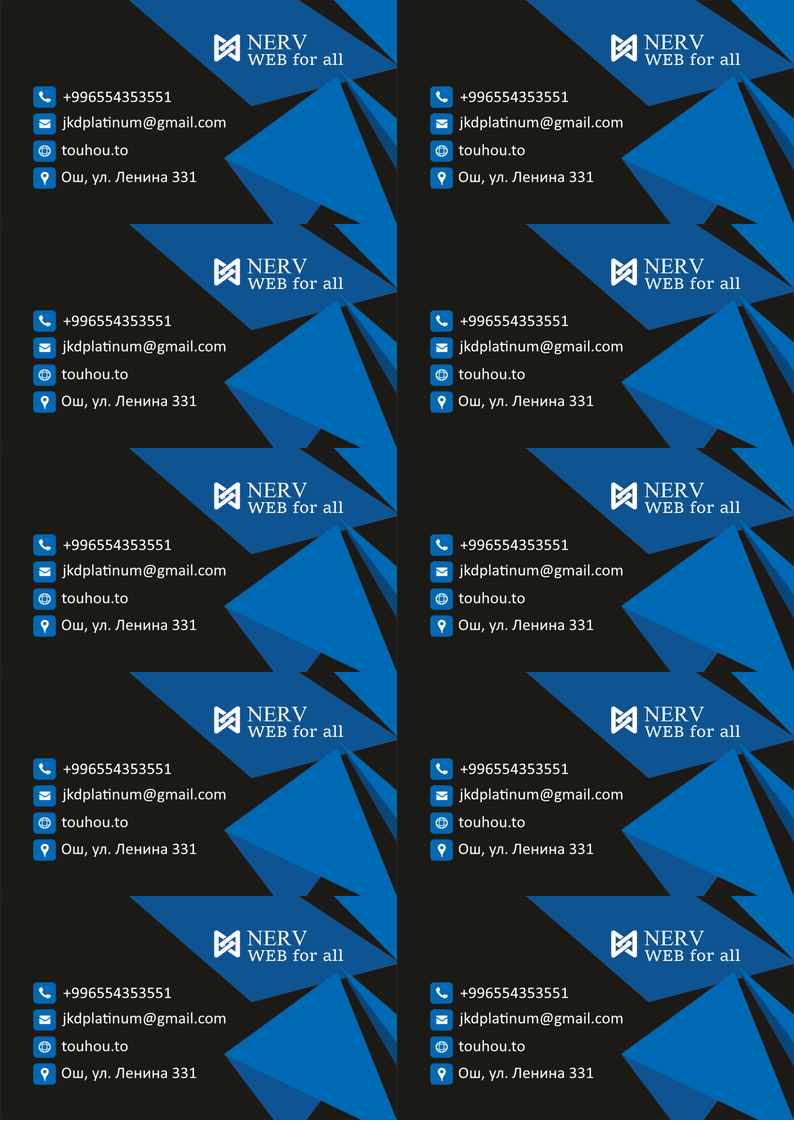 NERV
WEB for all
+996554353551
jkdplatinum@gmail.com
touhou.to
Ош, ул. Ленина 331
NERV
WEB for all
+996554353551
jkdplatinum@gmail.com
touhou.to
Ош, ул. Ленина 331
NERV
WEB for all
+996554353551
jkdplatinum@gmail.com
touhou.to
Ош, ул. Ленина 331
NERV
WEB for all
+996554353551
jkdplatinum@gmail.com
touhou.to
Ош, ул. Ленина 331
NERV
WEB for all
+996554353551
jkdplatinum@gmail.com
touhou.to
Ош, ул. Ленина 331
NERV
WEB for all
+996554353551
jkdplatinum@gmail.com
touhou.to
Ош, ул. Ленина 331
NERV
WEB for all
+996554353551
jkdplatinum@gmail.com
touhou.to
Ош, ул. Ленина 331
NERV
WEB for all
+996554353551
jkdplatinum@gmail.com
touhou.to
Ош, ул. Ленина 331
NERV
WEB for all
+996554353551
jkdplatinum@gmail.com
touhou.to
Ош, ул. Ленина 331
NERV
WEB for all
+996554353551
jkdplatinum@gmail.com
touhou.to
Ош, ул. Ленина 331